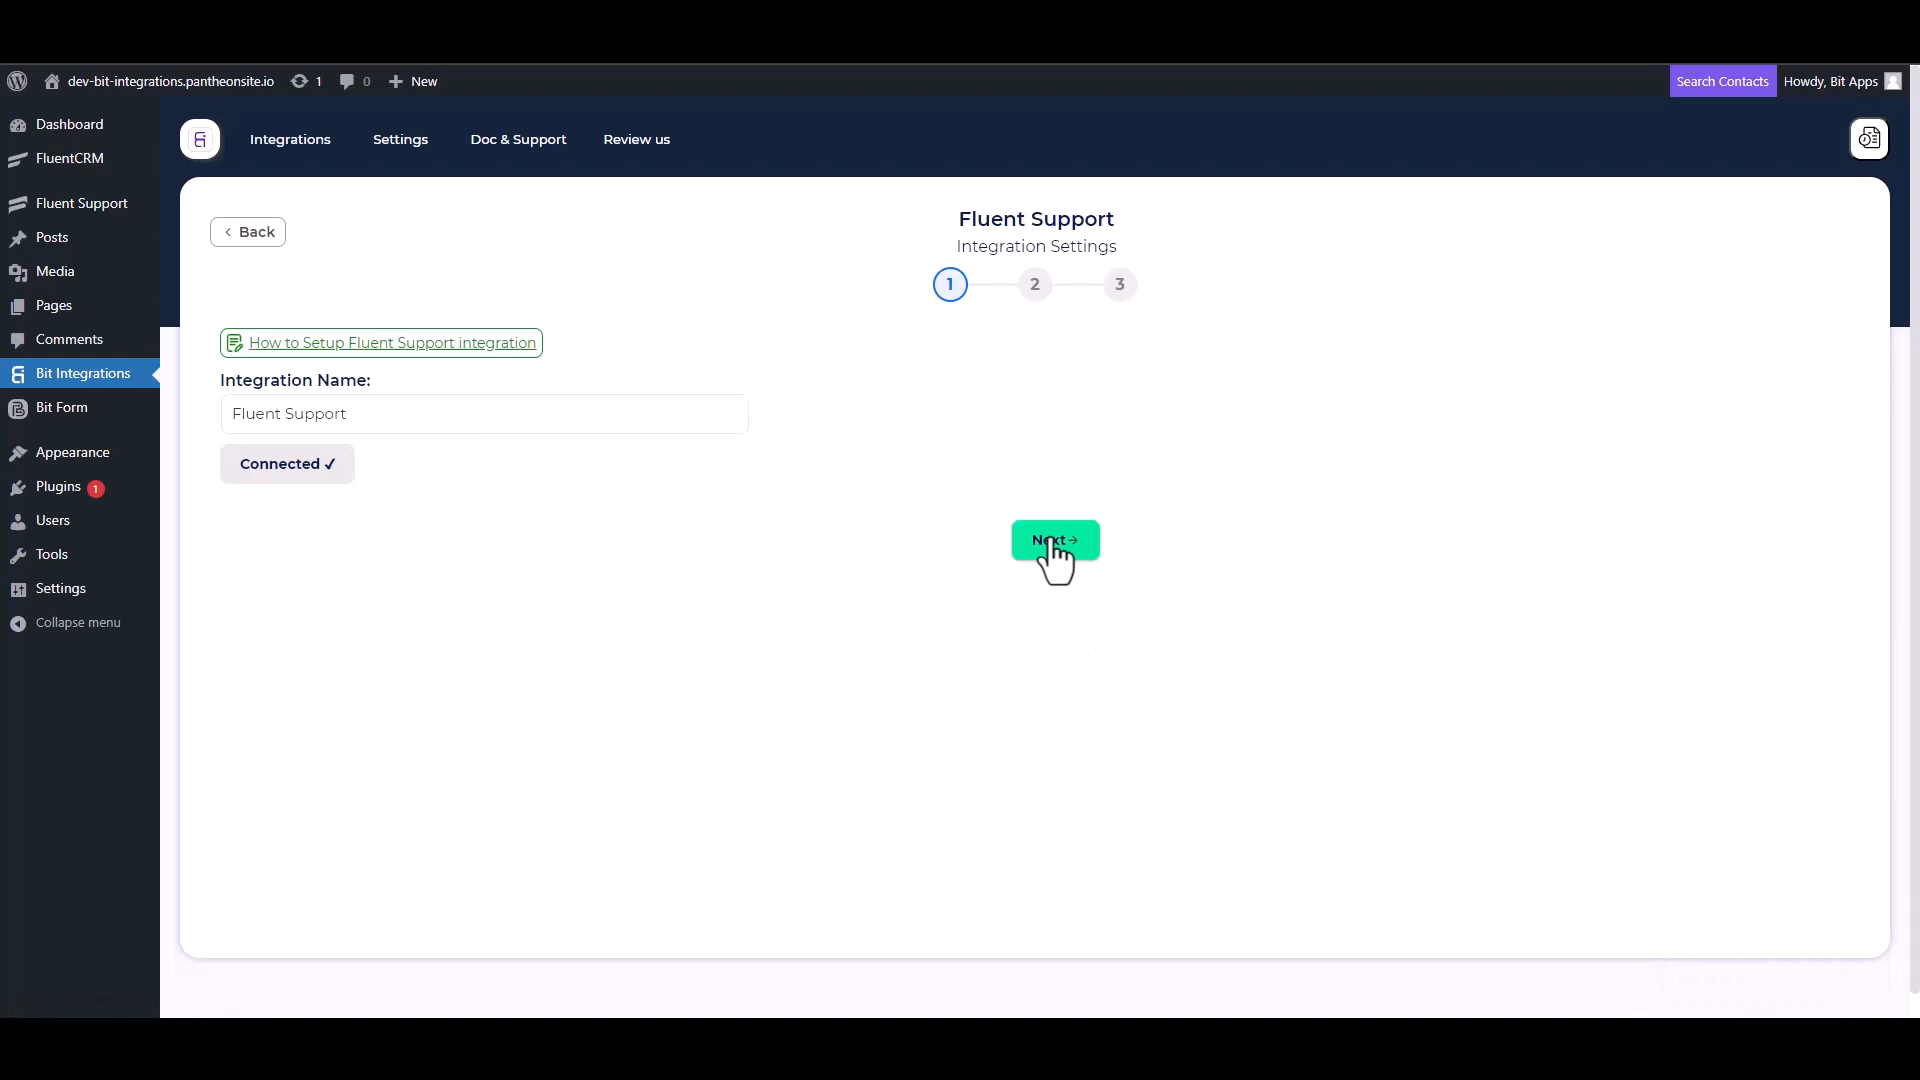 dev-bit-integrations.pantheonsite.io 1 0 New Search Contacts Howdy, Bit Apps
Dashboard
FluentCRM
Fluent Support
Posts
Media
Pages
Comments
Bit Integrations
Bit Form
Appearance
Plugins 1
Users
Tools
Settings
Collapse menu
Integrations Settings Doc & Support Review us
Back
Fluent Support
Integration Settings
1 2 3
How to Setup Fluent Support integration
Integration Name:
Fluent Support
Connected ✓
Next→